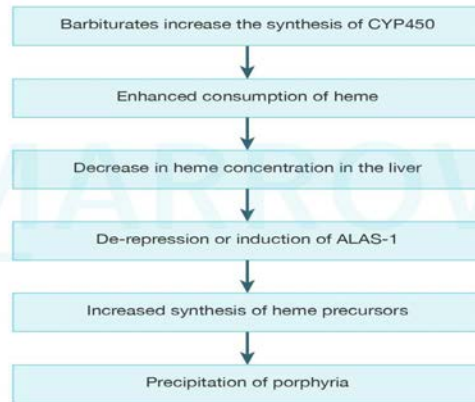 Barbiturates increase the synthesis of CYP450
Enhanced consumption of heme
Decrease in heme concentration in the liver
De-repression or induction of ALAS-1
Increased synthesis of heme precursors
Precipitation of porphyria
MARROW